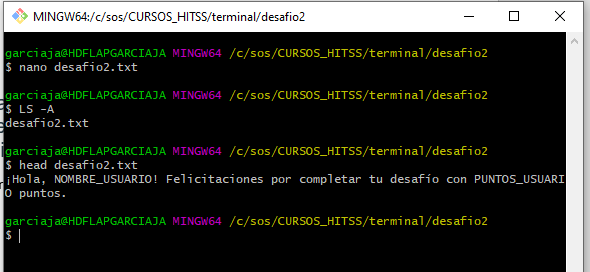 MINGW64:/c/sos/CURSOS_HITSS/terminal/desafio2
garciaja@HDFLAPGARCIAJA MINGW64 /c/sos/CURSOS_HITSS/terminal/desafio2
$ nano desafio2.txt
garciaja@HDFLAPGARCIAJA MINGW64 /c/sos/CURSOS_HITSS/terminal/desafio2
$ LS -A
desafio2.txt
garciaja@HDFLAPGARCIAJA MINGW64 /c/sos/CURSOS_HITSS/terminal/desafio2
$ head desafio2.txt
¡Hola, NOMBRE_USUARIO! Felicitaciones por completar tu desafío con PUNTOS_USUARI
O puntos.
garciaja@HDFLAPGARCIAJA MINGW64 /c/sos/CURSOS_HITSS/terminal/desafio2
$